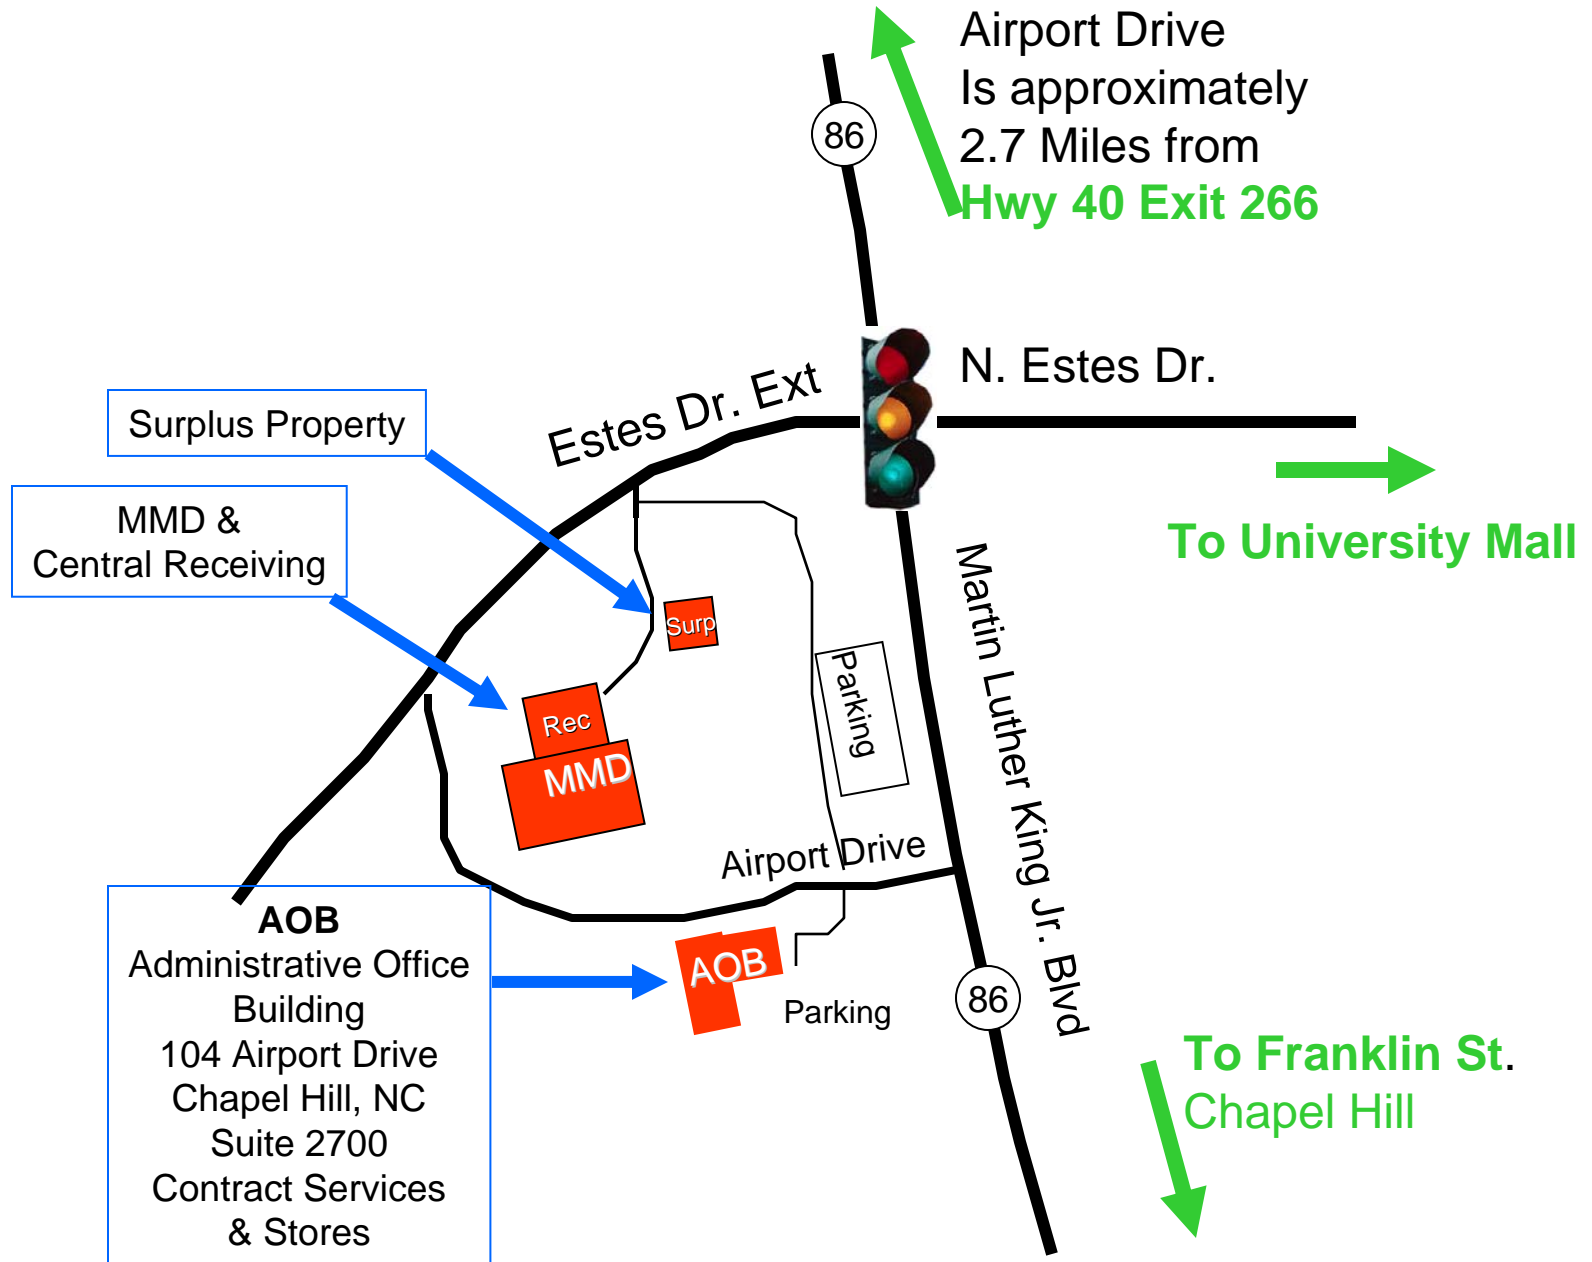 Airport Drive
Is approximately
2.7 Miles from
Hwy 40 Exit 266
86
N. Estes Dr.
Estes Dr. Ext
Surplus Property
MMD &
Central Receiving
To University Mall
Surp
Parking
Martin Luther King Jr. Blvd
Rec
MMD
Airport Drive
AOB
Administrative Office
Building
104 Airport Drive
Chapel Hill, NC
Suite 2700
Contract Services
& Stores
AOB
Parking
86
To Franklin St.
Chapel Hill